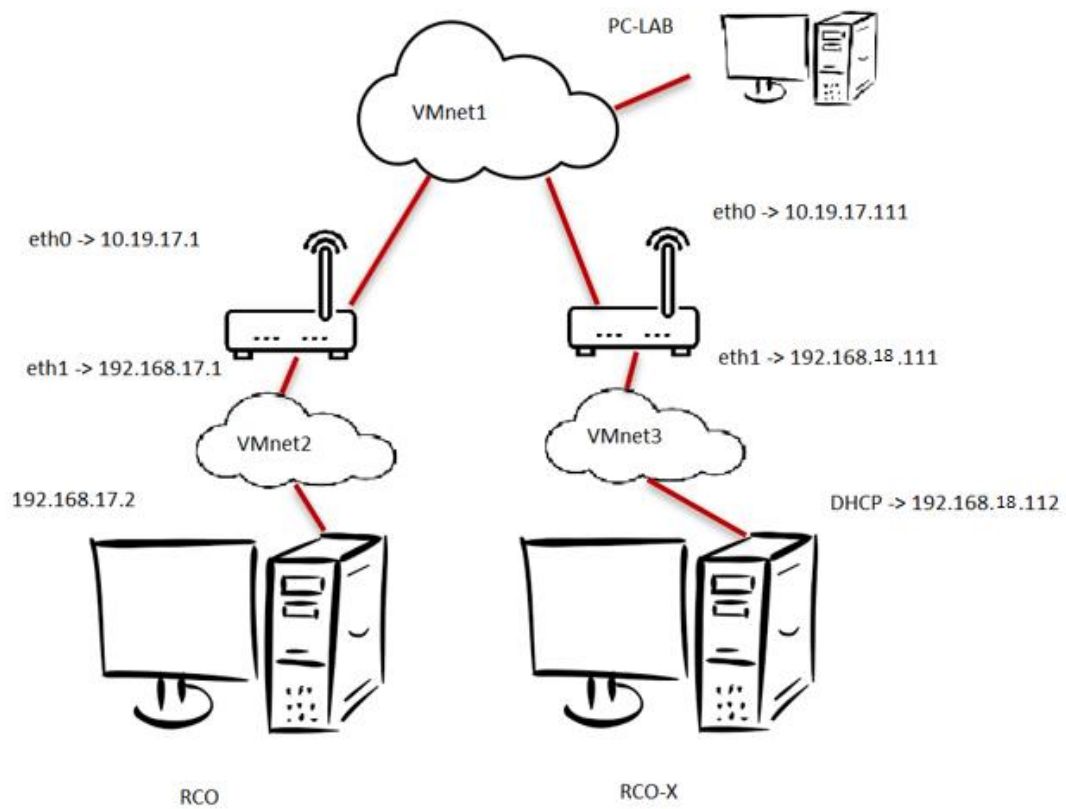 PC-LAB
VMnet1
eth0 -> 10.19.17.111
eth0 -> 10.19.17.1
eth1 -> 192.168.18.111
eth1 -> 192.168.17.1
VMnet2
VMnet3
192.168.17.2
DHCP -> 192.168.18.112
RCO
RCO-X